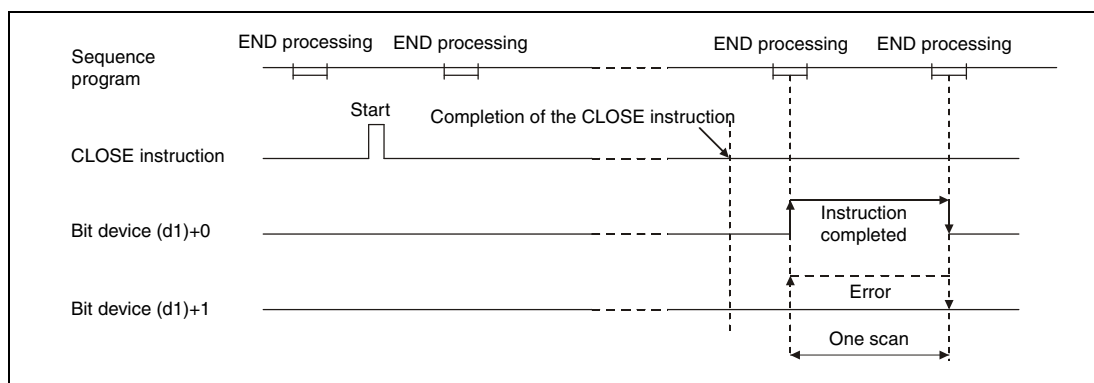 END processing
END processing
END processing
END processing
Sequence
program
Start
Completion of the CLOSE instruction
CLOSE instruction
Bit device (d1)+0
Instruction
completed
Bit device (d1)+1
Error
One scan